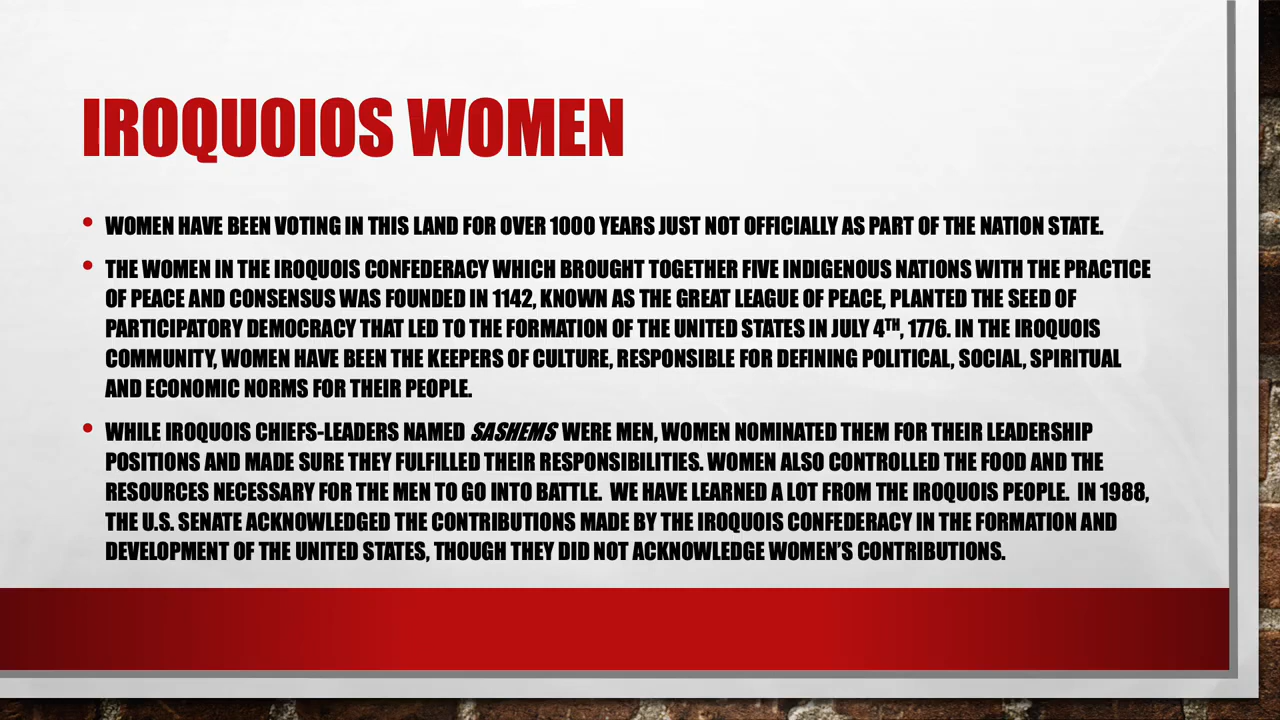 IROQUOIOS WOMEN
• WOMEN HAVE BEEN VOTING IN THIS LAND FOR OVER 1000 YEARS JUST NOT OFFICIALLY AS PART OF THE NATION STATE.
• THE WOMEN IN THE IROQUOIS CONFEDERACY WHICH BROUGHT TOGETHER FIVE INDIGENOUS NATIONS WITH THE PRACTICE
OF PEACE AND CONSENSUS WAS FOUNDED IN 1142, KNOWN AS THE GREAT LEAGUE OF PEACE, PLANTED THE SEED OF
PARTICIPATORY DEMOCRACY THAT LED TO THE FORMATION OF THE UNITED STATES IN JULY 4TH, 1776. IN THE IROQUOIS
COMMUNITY, WOMEN HAVE BEEN THE KEEPERS OF CULTURE, RESPONSIBLE FOR DEFINING POLITICAL, SOCIAL, SPIRITUAL
AND ECONOMIC NORMS FOR THEIR PEOPLE.
• WHILE IROQUOIS CHIEFS-LEADERS NAMED SASHEMS WERE MEN, WOMEN NOMINATED THEM FOR THEIR LEADERSHIP
POSITIONS AND MADE SURE THEY FULFILLED THEIR RESPONSIBILITIES. WOMEN ALSO CONTROLLED THE FOOD AND THE
RESOURCES NECESSARY FOR THE MEN TO GO INTO BATTLE.  WE HAVE LEARNED A LOT FROM THE IROQUOIS PEOPLE.  IN 1988,
THE U.S. SENATE ACKNOWLEDGED THE CONTRIBUTIONS MADE BY THE IROQUOIS CONFEDERACY IN THE FORMATION AND
DEVELOPMENT OF THE UNITED STATES, THOUGH THEY DID NOT ACKNOWLEDGE WOMEN'S CONTRIBUTIONS.